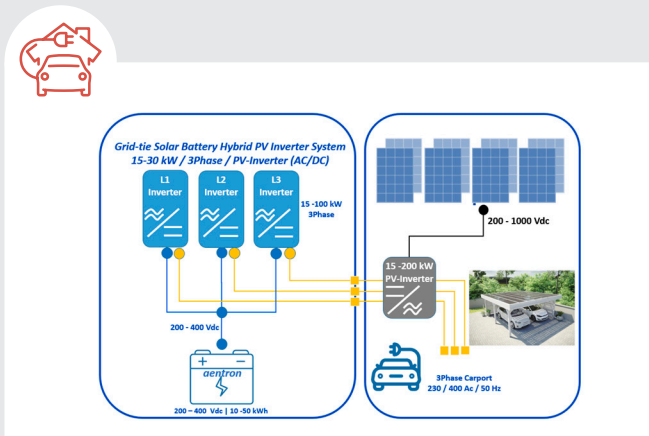 Grid-tie Solar Battery Hybrid PV Inverter System
15-30 kW / 3Phase / PV-Inverter (AC/DC)
L1
Inverter
L2
Inverter
L3
Inverter
15 -100 kW
3Phase
200 - 400 Vdc
aentron
200 – 400 Vdc | 10 -50 kWh
200 - 1000 Vdc
15 -200 kW
PV-Inverter
3Phase Carport
230 / 400 Ac / 50 Hz